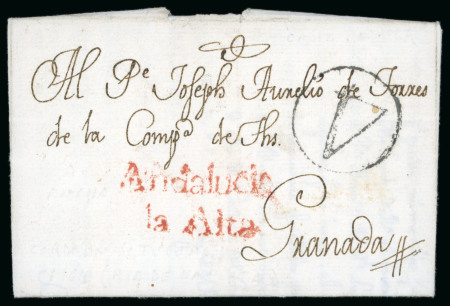 Al Pe Joseph Aurelio de Torres
de la Compa de Jhs.
Andalucia
la Alta
Granada